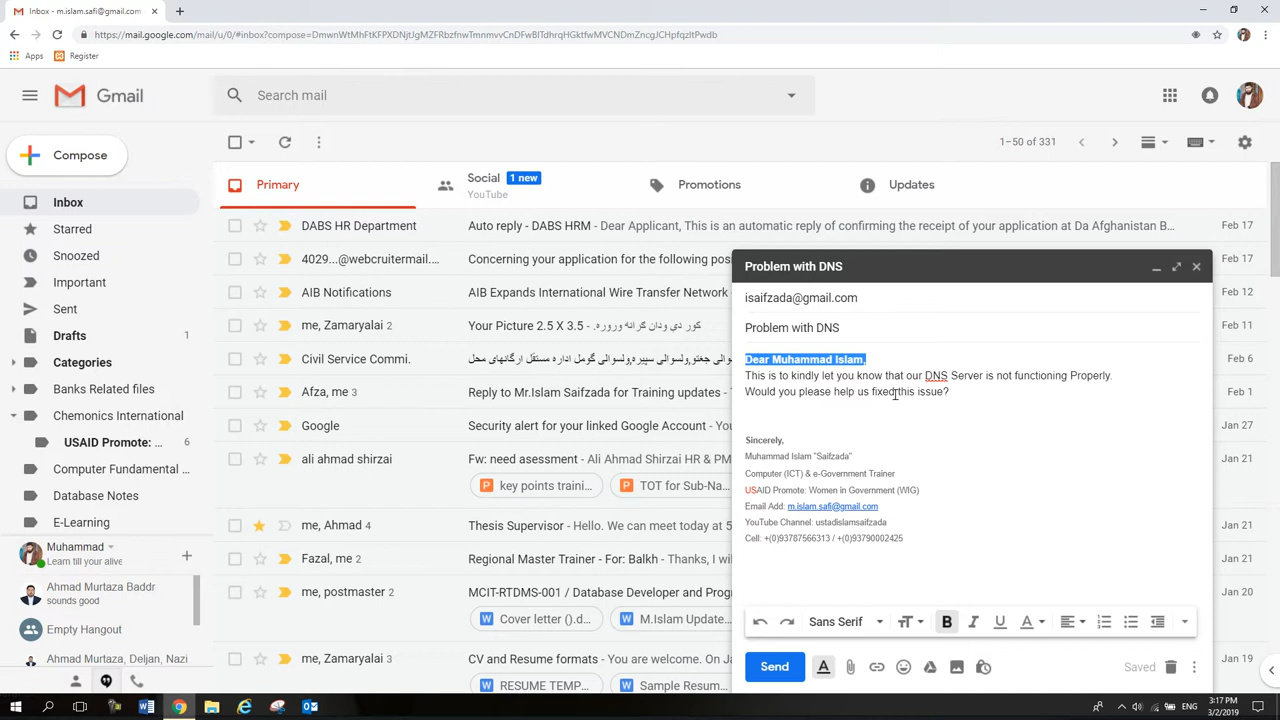 Inbox - m.islam.safi@gmail.com
https://mail.google.com/mail/u/0/#inbox?compose=
Apps Register
Gmail
Search mail
Compose
1–50 of 331
Primary
Social 1 new
YouTube
Promotions
Updates
Inbox
Starred
Snoozed
Important
Sent
Drafts 1
Categories
Banks Related files
Chemonics International
USAID Promote: ... 6
Computer Fundamental ...
Database Notes
E-Learning
Muhammad
Learn till your alive
Ahmad Murtaza Baddr
sounds good
Empty Hangout
Ahmad Murtaza, Deljan, Nazi
DABS HR Department Auto reply - DABS HRM - Dear Applicant, This is an automatic reply of confirming the receipt of your application at Da Afghanistan B... Feb 17
4029...@webcruitermail.... Concerning your application for the following pos Feb 17
AIB Notifications AIB Expands International Wire Transfer Network Feb 12
me, Zamaryalai 2 Your Picture 2.5 X 3.5 - کور دي ودان گرانه وروره. Feb 11
Civil Service Commi. Feb 6
Afza, me 3 Reply to Mr.Islam Saifzada for Training updates - Feb 1
Google Security alert for your linked Google Account - You Jan 27
ali ahmad shirzai Fw: need asessment - Ali Ahmad Shirzai HR & PM Jan 21
key points traini... TOT for Sub-Na...
me, Ahmad 4 Thesis Supervisor - Hello. We can meet today at 5 Jan 21
Fazal, me 2 Regional Master Trainer - For: Balkh - Thanks, I wil Jan 21
me, postmaster 2 MCIT-RTDMS-001 / Database Developer and Prog Jan 20
Cover letter ().d... M.Islam Update...
me, Zamaryalai 3 CV and Resume formats - You are welcome. On Ja Jan 19
RESUME TEMP... Sample Resum...
Problem with DNS
isaifzada@gmail.com
Problem with DNS
Dear Muhammad Islam,
This is to kindly let you know that our DNS Server is not functioning Properly.
Would you please help us fixed this issue?
Sincerely,
Muhammad Islam "Saifzada"
Computer (ICT) & e-Government Trainer
USAID Promote: Women in Government (WIG)
Email Add: m.islam.safi@gmail.com
YouTube Channel: ustadislamsaifzada
Cell: +(0)93787566313 / +(0)93790002425
Sans Serif
B I U A
Send A Saved
ENG
3:17 PM
3/2/2019